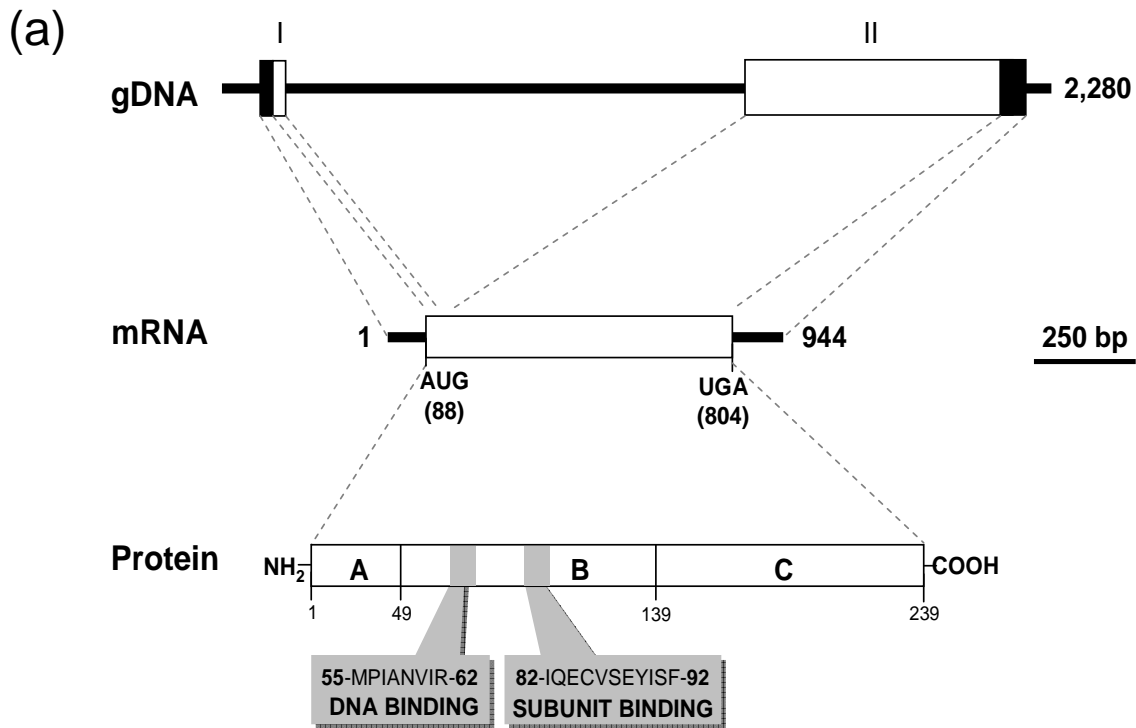 (a)
I
II
gDNA
2,280
mRNA
1
944
250 bp
AUG
(88)
UGA
(804)
Protein
NH2
A
B
C
COOH
1
49
139
239
55-MPIANVIR-62
DNA BINDING
82-IQECVSEYISF-92
SUBUNIT BINDING